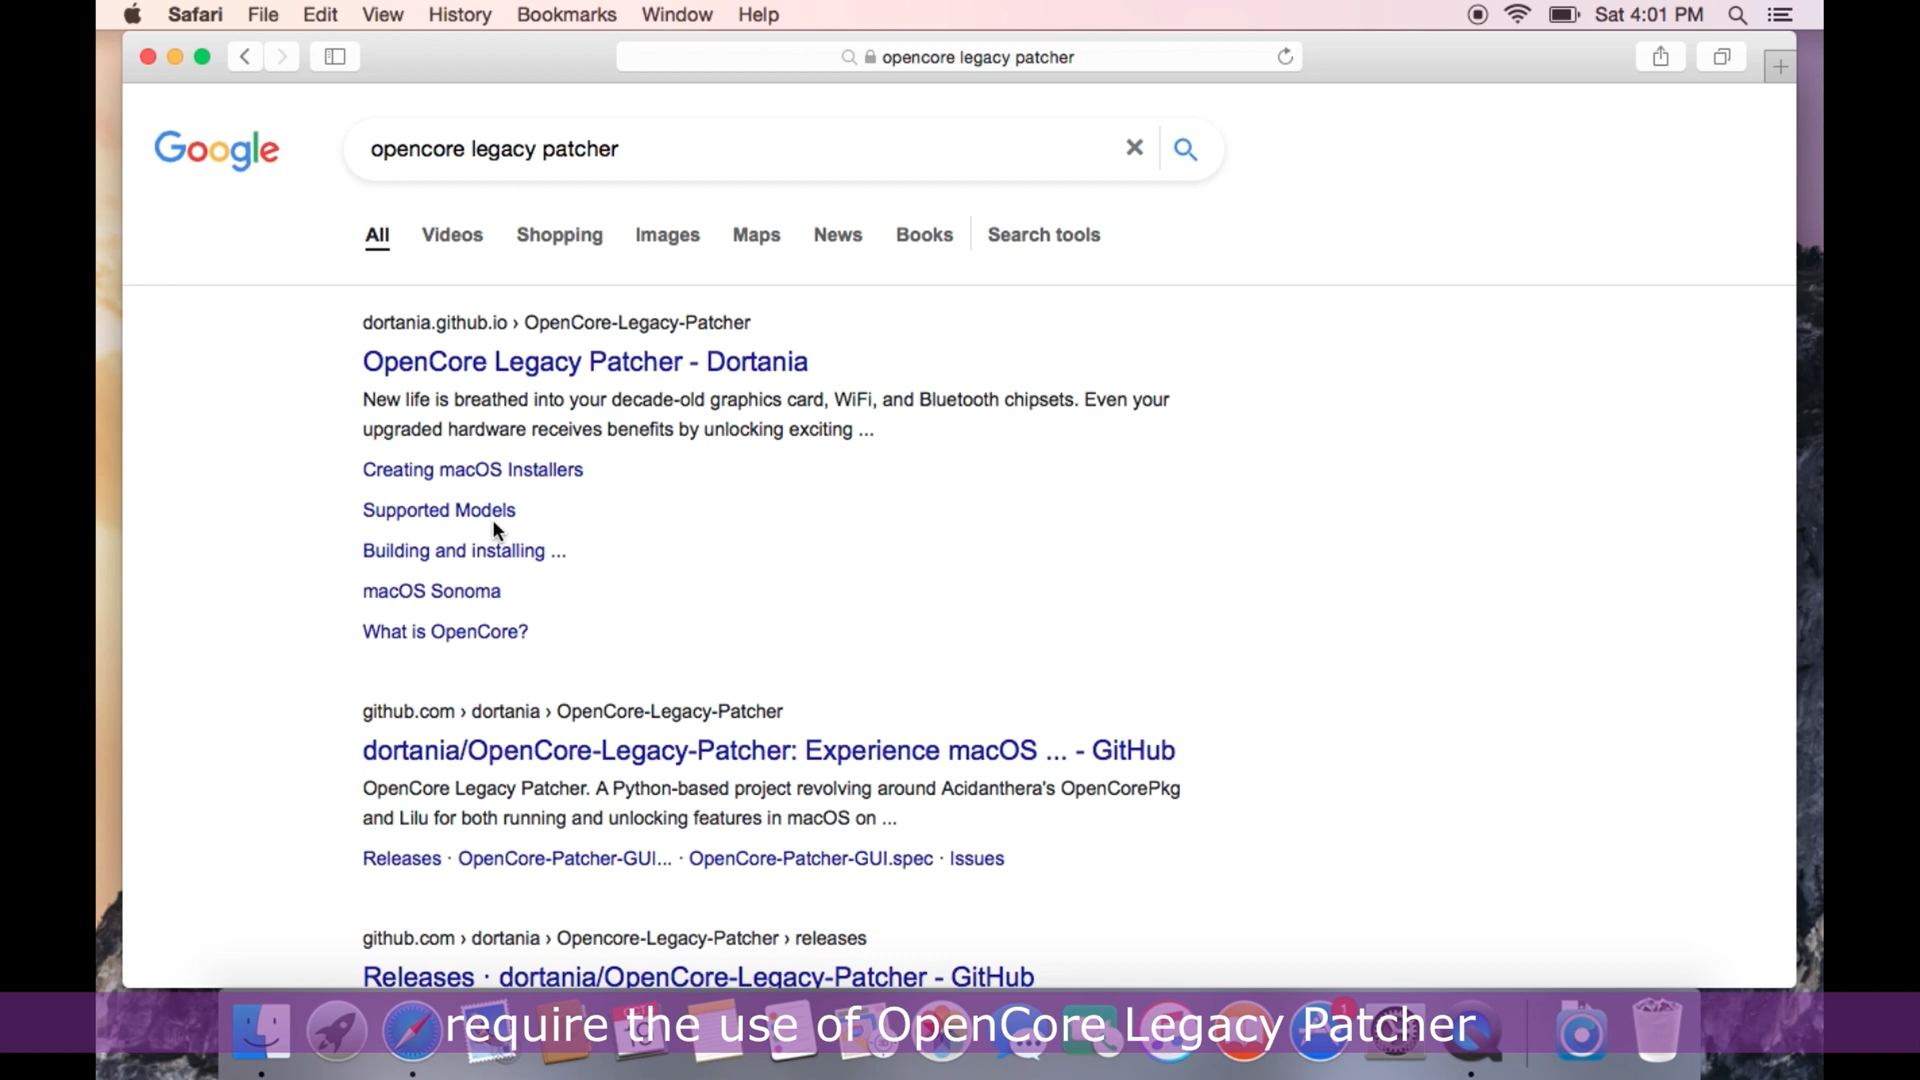 Safari File Edit View History Bookmarks Window Help Sat 4:01 PM
opencore legacy patcher
Google opencore legacy patcher
All Videos Shopping Images Maps News Books Search tools
dortania.github.io › OpenCore-Legacy-Patcher
OpenCore Legacy Patcher - Dortania
New life is breathed into your decade-old graphics card, WiFi, and Bluetooth chipsets. Even your
upgraded hardware receives benefits by unlocking exciting ...
Creating macOS Installers
Supported Models
Building and installing ...
macOS Sonoma
What is OpenCore?
github.com › dortania › OpenCore-Legacy-Patcher
dortania/OpenCore-Legacy-Patcher: Experience macOS ... - GitHub
OpenCore Legacy Patcher. A Python-based project revolving around Acidanthera's OpenCorePkg
and Lilu for both running and unlocking features in macOS on ...
Releases · OpenCore-Patcher-GUI... · OpenCore-Patcher-GUI.spec · Issues
github.com › dortania › Opencore-Legacy-Patcher › releases
Releases · dortania/OpenCore-Legacy-Patcher - GitHub
require the use of OpenCore Legacy Patcher